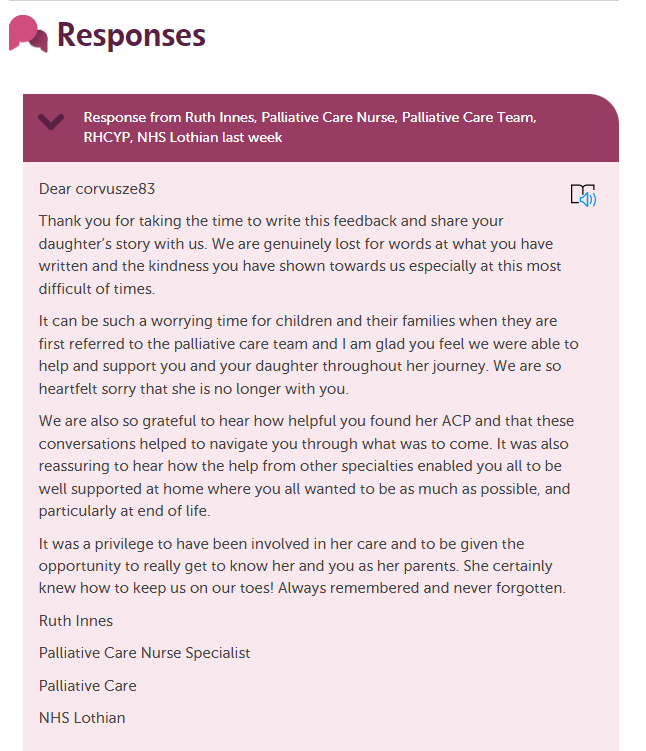 Responses
Response from Ruth Innes, Palliative Care Nurse, Palliative Care Team,
RHCYP, NHS Lothian last week
Dear corvusze83
Thank you for taking the time to write this feedback and share your
daughter’s story with us. We are genuinely lost for words at what you have
written and the kindness you have shown towards us especially at this most
difficult of times.
It can be such a worrying time for children and their families when they are
first referred to the palliative care team and I am glad you feel we were able to
help and support you and your daughter throughout her journey. We are so
heartfelt sorry that she is no longer with you.
We are also so grateful to hear how helpful you found her ACP and that these
conversations helped to navigate you through what was to come. It was also
reassuring to hear how the help from other specialties enabled you all to be
well supported at home where you all wanted to be as much as possible, and
particularly at end of life.
It was a privilege to have been involved in her care and to be given the
opportunity to really get to know her and you as her parents. She certainly
knew how to keep us on our toes! Always remembered and never forgotten.
Ruth Innes
Palliative Care Nurse Specialist
Palliative Care
NHS Lothian